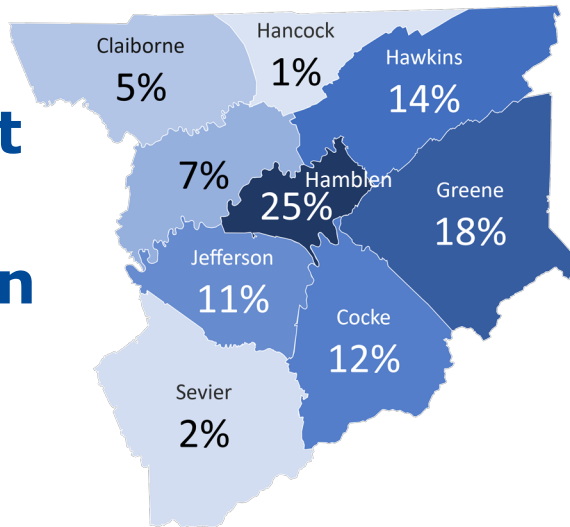 Claiborne
5%
Hancock
1%
Hawkins
14%
t
7%
Hamblen
25%
Greene
18%
n
Jefferson
11%
Cocke
12%
Sevier
2%